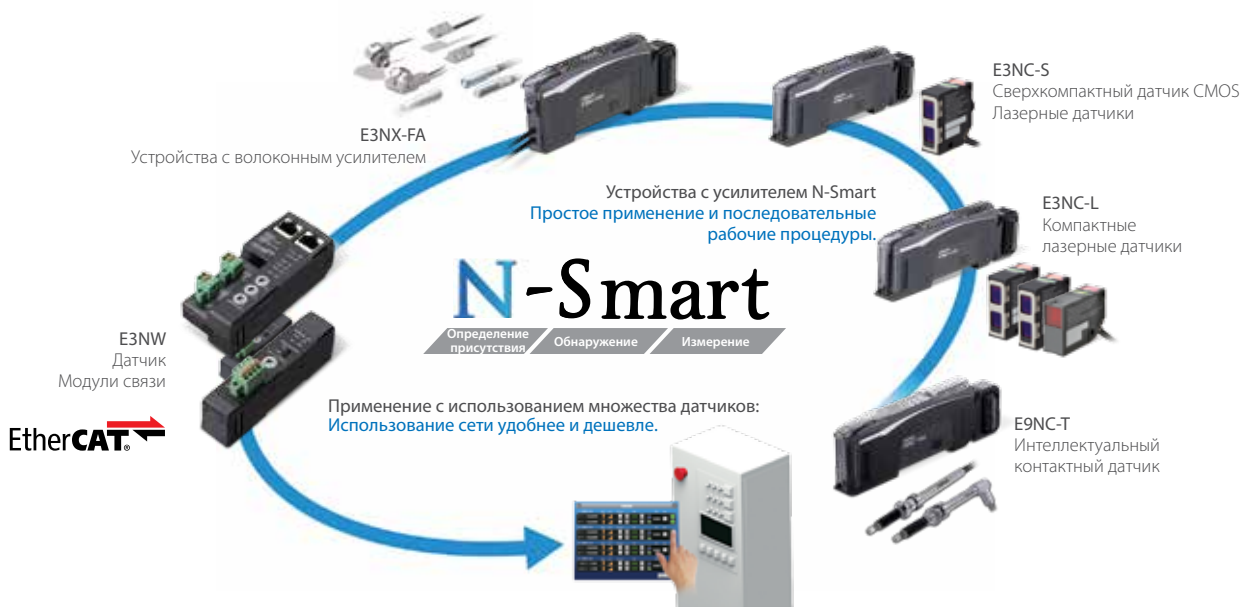 E3NC-S
Сверхкомпактный датчик CMOS
Лазерные датчики
E3NX-FA
Устройства с волоконным усилителем
Устройства с усилителем N-Smart
Простое применение и последовательные
рабочие процедуры.
E3NC-L
Компактные
лазерные датчики
N-Smart
Определение
присутствия
Обнаружение
Измерение
E3NW
Датчик
Модули связи
EtherCAT®
Применение с использованием множества датчиков:
Использование сети удобнее и дешевле.
E9NC-T
Интеллектуальный
контактный датчик